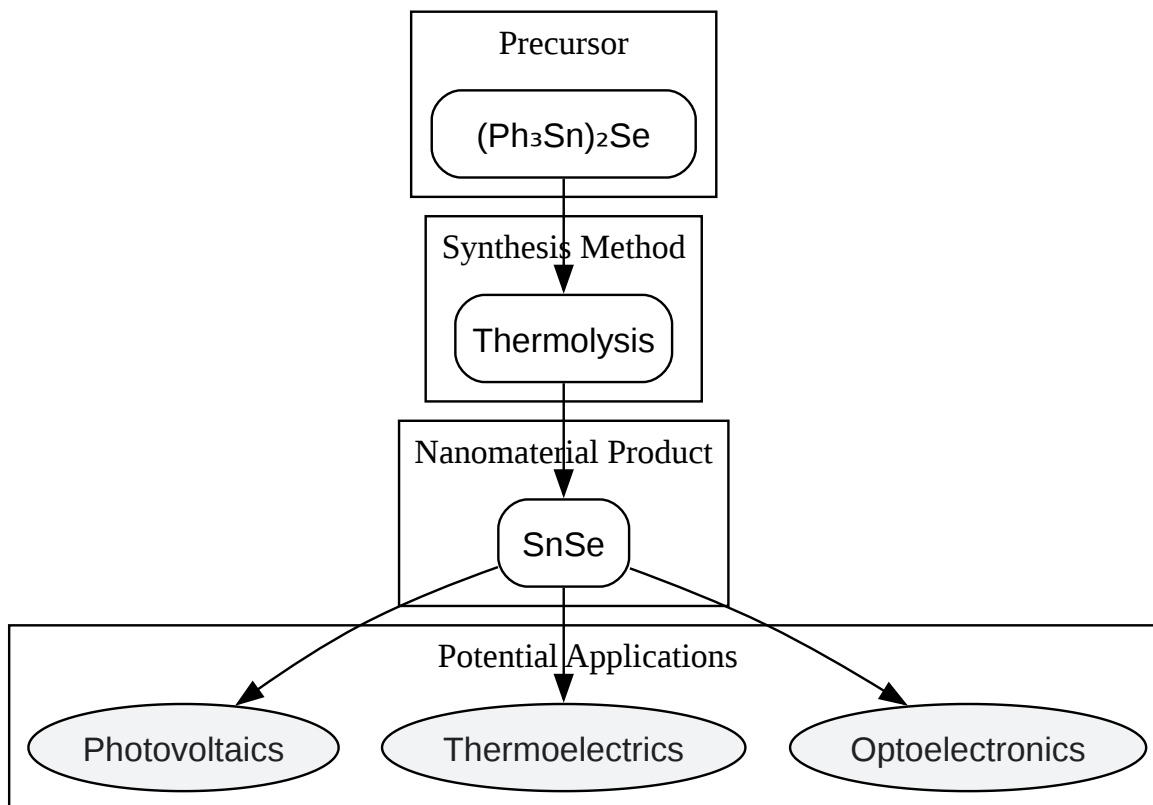 Precursor
(Ph₃Sn)₂Se
Synthesis Method
Thermolysis
Nanomaterial Product
SnSe
Potential Applications
Photovoltaics
Thermoelectrics
Optoelectronics